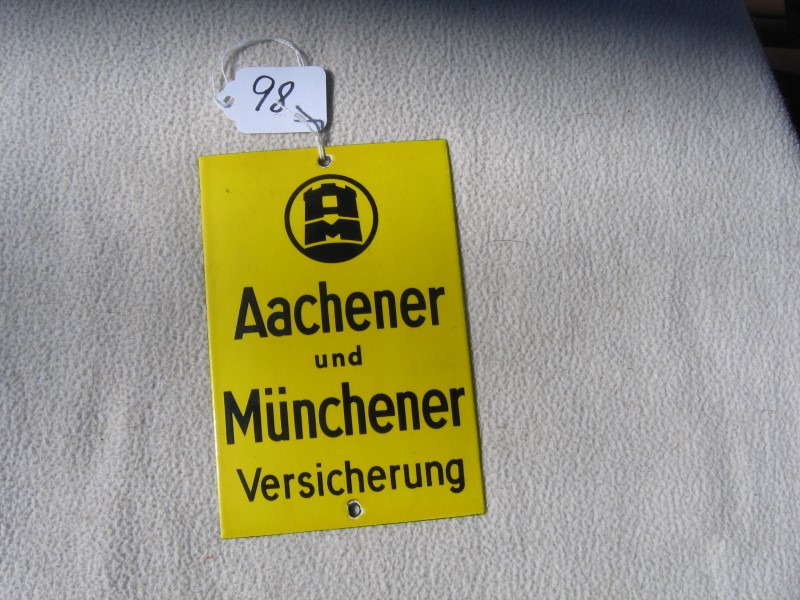 98,-
Aachener
und
Münchener
Versicherung